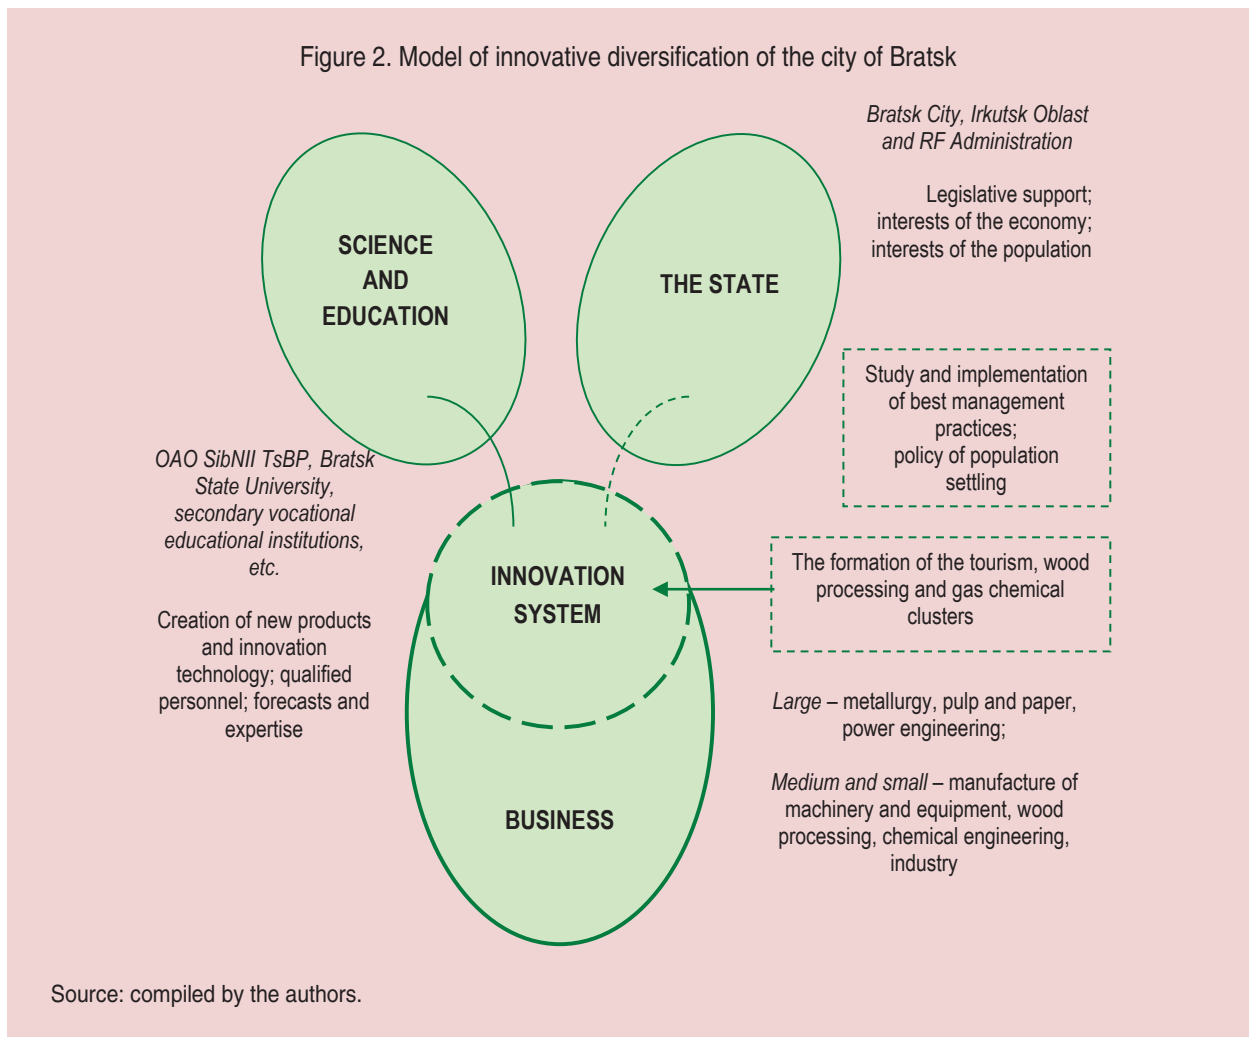 Figure 2. Model of innovative diversification of the city of Bratsk
Bratsk City, Irkutsk Oblast
and RF Administration
Legislative support;
interests of the economy;
interests of the population
SCIENCE
AND
EDUCATION
THE STATE
Study and implementation
of best management
practices;
policy of population
settling
OAO SibNII TsBP, Bratsk
State University,
secondary vocational
educational institutions,
etc.
Creation of new products
and innovation
technology; qualified
personnel; forecasts and
expertise
INNOVATION
SYSTEM
The formation of the tourism, wood
processing and gas chemical
clusters
Large – metallurgy, pulp and paper,
power engineering;
Medium and small – manufacture of
machinery and equipment, wood
processing, chemical engineering,
industry
BUSINESS
Source: compiled by the authors.